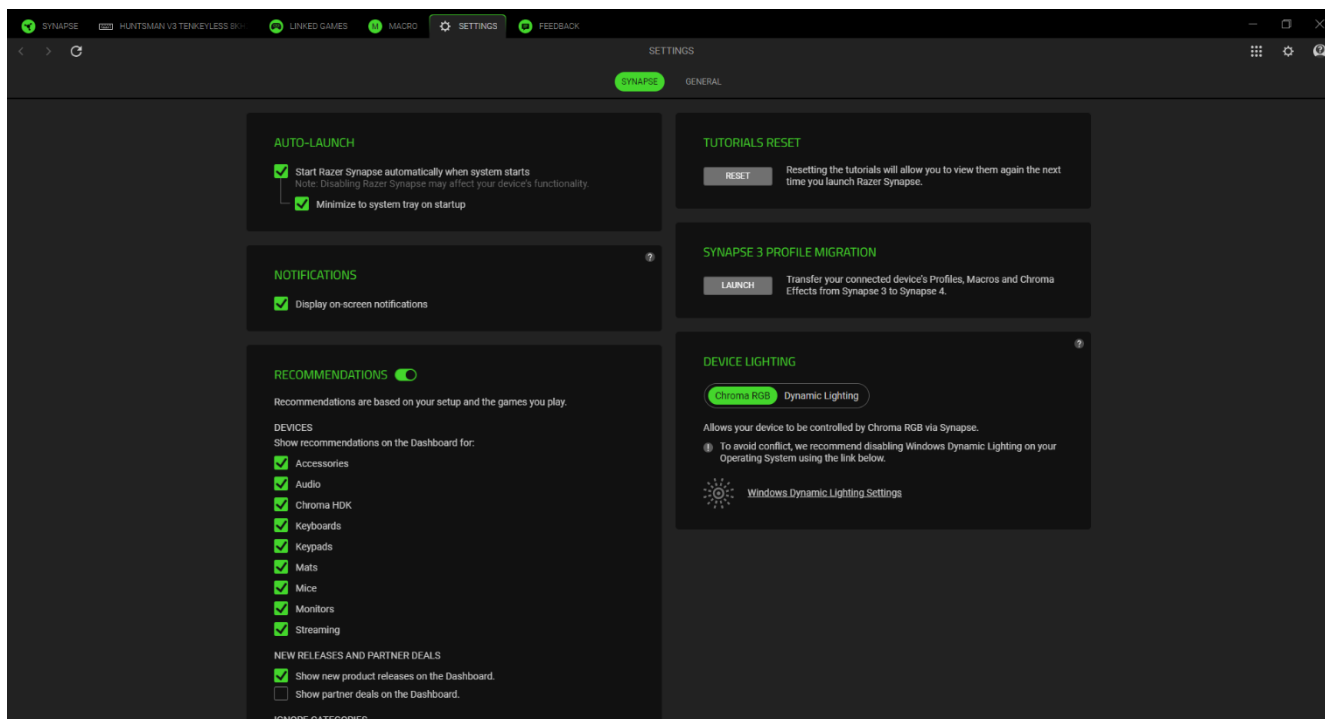 SYNAPSE HUNTSMAN V3 TENKEYLESS 8KH LINKED GAMES M MACRO SETTINGS FEEDBACK
SETTINGS
SYNAPSE GENERAL
AUTO-LAUNCH
Start Razer Synapse automatically when system starts
Note: Disabling Razer Synapse may affect your device's functionality.
Minimize to system tray on startup
NOTIFICATIONS
?
Display on-screen notifications
RECOMMENDATIONS
Recommendations are based on your setup and the games you play.
DEVICES
Show recommendations on the Dashboard for:
Accessories
Audio
Chroma HDK
Keyboards
Keypads
Mats
Mice
Monitors
Streaming
NEW RELEASES AND PARTNER DEALS
Show new product releases on the Dashboard.
Show partner deals on the Dashboard.
IGNORE CATEGORIES
TUTORIALS RESET
RESET
Resetting the tutorials will allow you to view them again the next
time you launch Razer Synapse.
SYNAPSE 3 PROFILE MIGRATION
LAUNCH
Transfer your connected device's Profiles, Macros and Chroma
Effects from Synapse 3 to Synapse 4.
?
DEVICE LIGHTING
Chroma RGB Dynamic Lighting
Allows your device to be controlled by Chroma RGB via Synapse.
! To avoid conflict, we recommend disabling Windows Dynamic Lighting on your
Operating System using the link below.
Windows Dynamic Lighting Settings